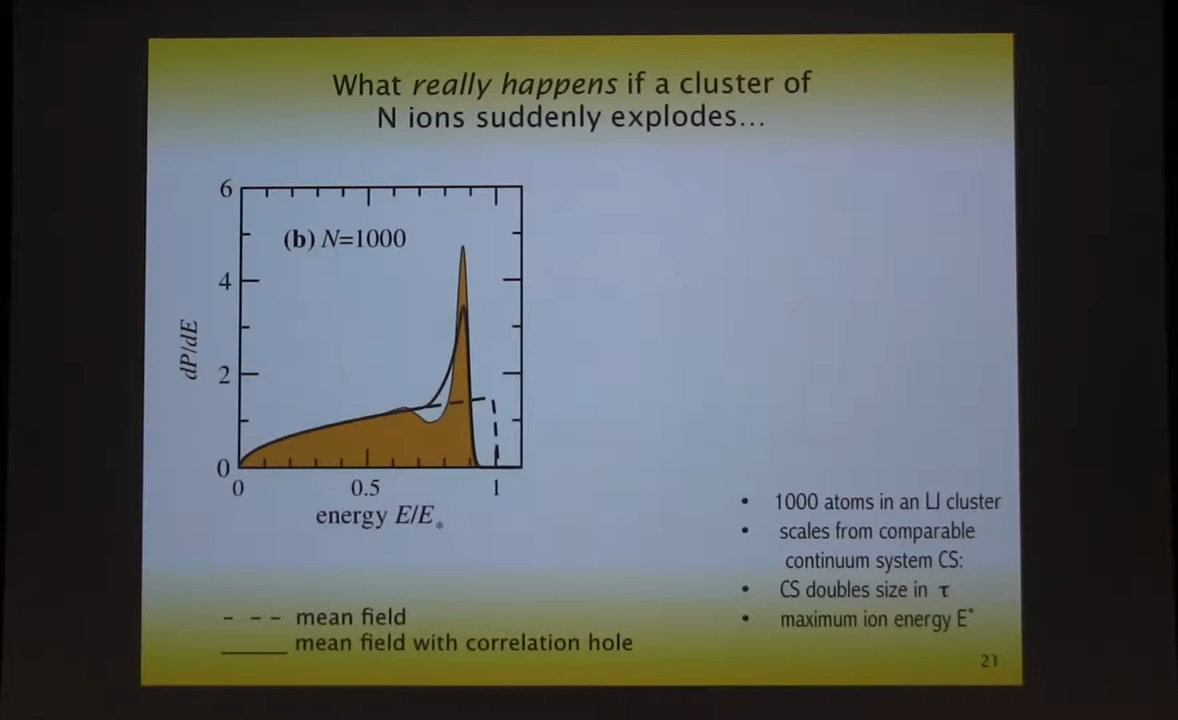 What really happens if a cluster of
N ions suddenly explodes...
6
(b) N=1000
4
dP/dE
2
0
0 0.5 1
energy E/E*
• 1000 atoms in an LJ cluster
• scales from comparable
continuum system CS:
• CS doubles size in τ
• maximum ion energy E*
- - - mean field
____ mean field with correlation hole
21